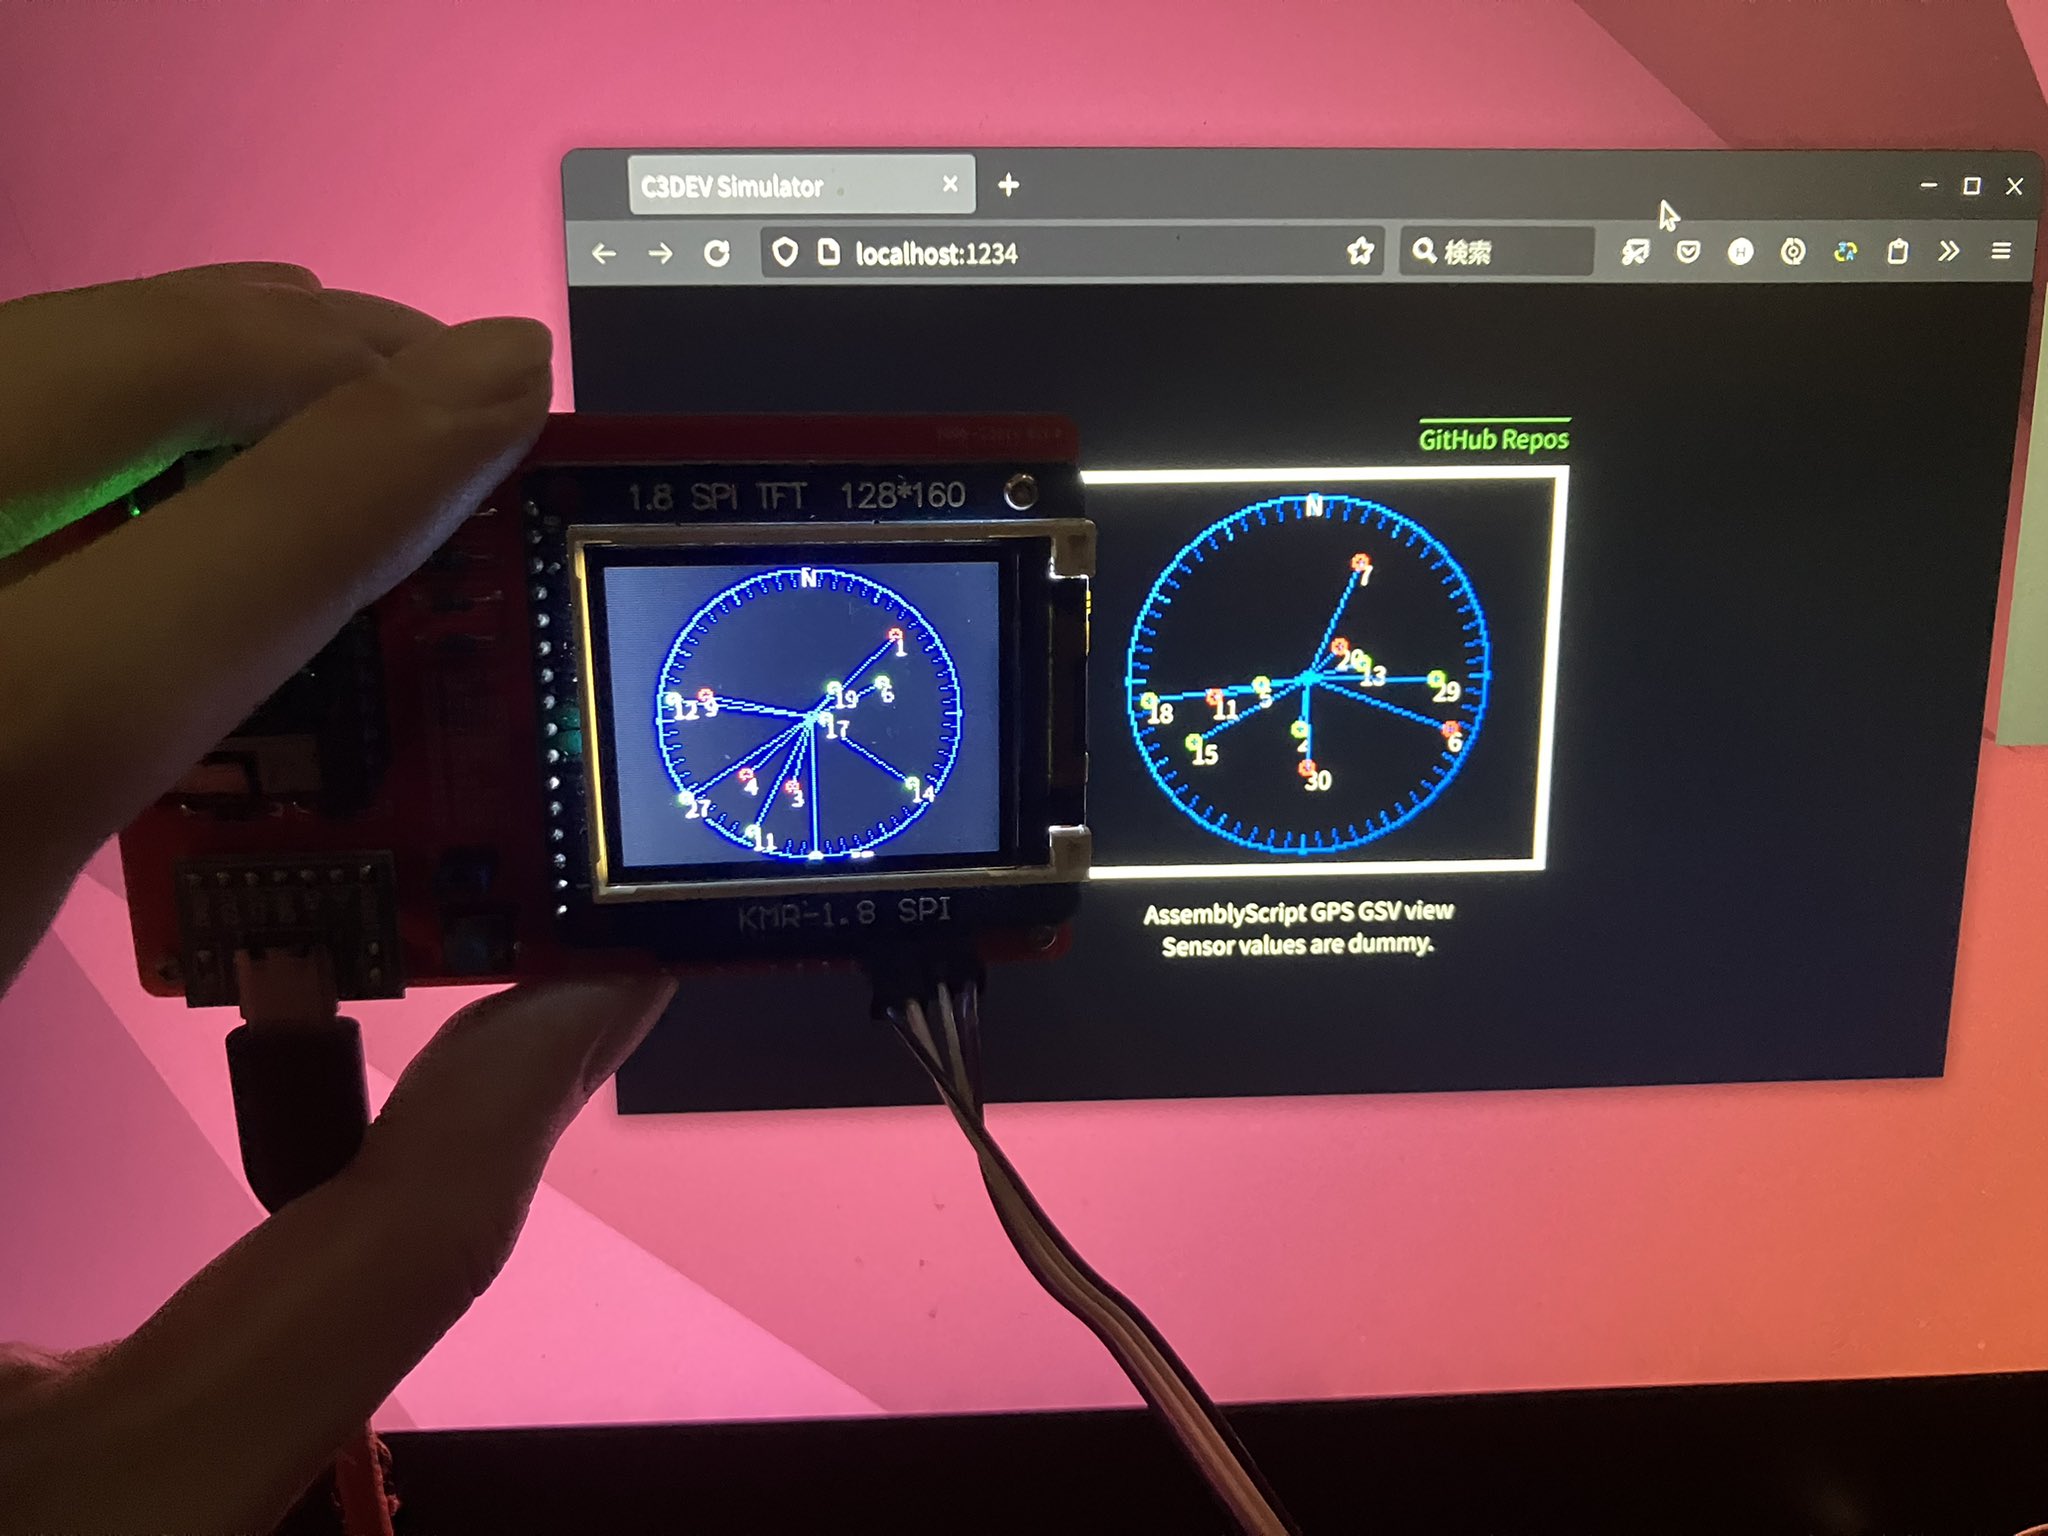 C3DEV Simulator
localhost:1234
検索
GitHub Repos
1.8 SPI TFT 128*160
N
1
19
6
12
9
17
4
3
14
27
11
KMR-1.8 SPI
N
7
20
13
29
5
18
11
15
2
6
30
AssemblyScript GPS GSV view
Sensor values are dummy.